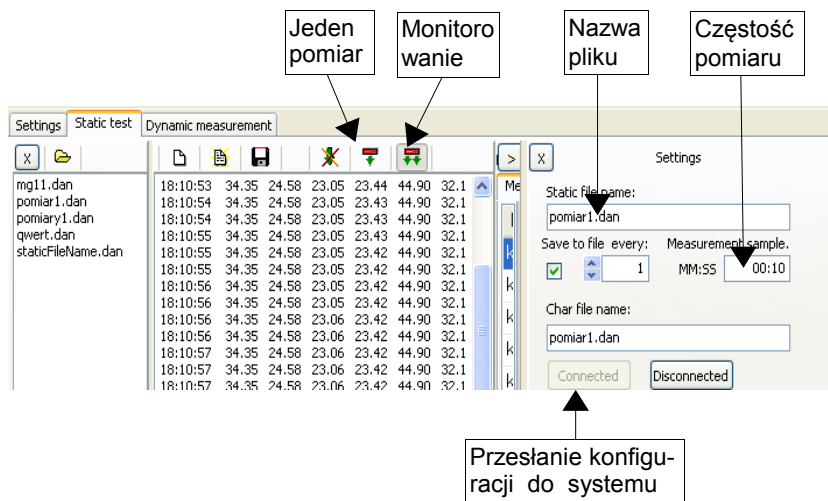 Jeden
pomiar
Monitoro
wanie
Nazwa
pliku
Częstość
pomiaru
Settings Static test Dynamic measurement
x
mg11.dan
pomiar1.dan
pomiary1.dan
qwert.dan
staticFileName.dan
18:10:53 34.35 24.58 23.05 23.44 44.90 32.1
18:10:54 34.35 24.58 23.05 23.43 44.90 32.1
18:10:54 34.35 24.58 23.05 23.43 44.90 32.1
18:10:55 34.35 24.58 23.05 23.43 44.90 32.1
18:10:55 34.35 24.58 23.05 23.42 44.90 32.1
18:10:55 34.35 24.58 23.05 23.42 44.90 32.1
18:10:56 34.35 24.58 23.05 23.42 44.90 32.1
18:10:56 34.35 24.58 23.05 23.42 44.90 32.1
18:10:56 34.35 24.58 23.06 23.42 44.90 32.1
18:10:56 34.35 24.58 23.06 23.42 44.90 32.1
18:10:57 34.35 24.58 23.06 23.42 44.90 32.1
18:10:57 34.35 24.58 23.06 23.42 44.90 32.1
18:10:57 34.35 24.58 23.06 23.42 44.90 32.1
>
Me
k
k
k
k
x Settings
Static file name:
pomiar1.dan
Save to file every: Measurement sample.
1 MM:SS 00:10
Char file name:
pomiar1.dan
Connected Disconnected
Przesłanie konfigu-
racji do systemu